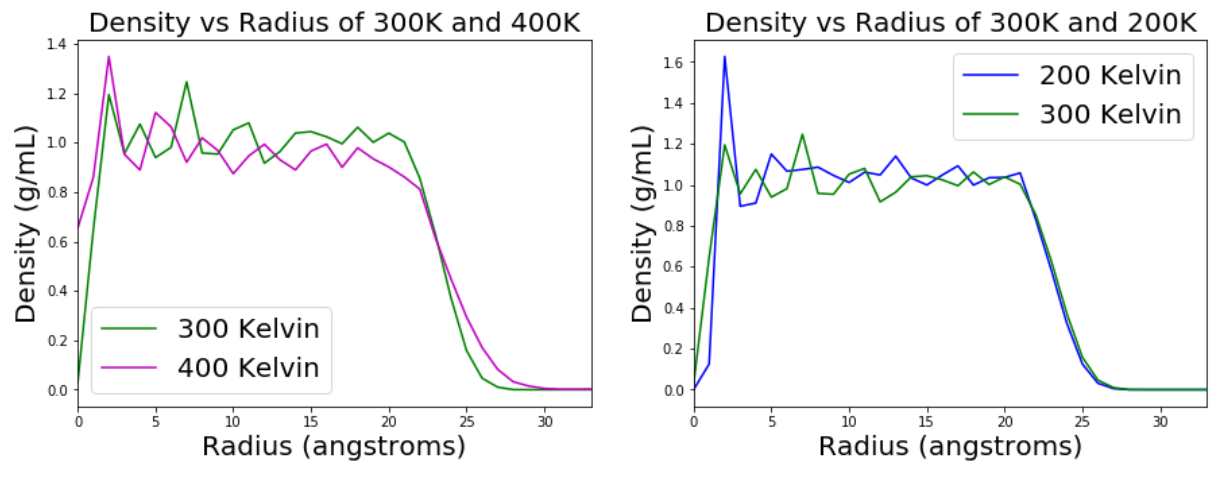 Density vs Radius of 300K and 400K
Density (g/mL)
1.4
1.2
1.0
0.8
0.6
0.4
0.2
0.0
300 Kelvin
400 Kelvin
0 5 10 15 20 25 30
Radius (angstroms)
Density vs Radius of 300K and 200K
Density (g/mL)
1.6
1.4
1.2
1.0
0.8
0.6
0.4
0.2
0.0
200 Kelvin
300 Kelvin
0 5 10 15 20 25 30
Radius (angstroms)